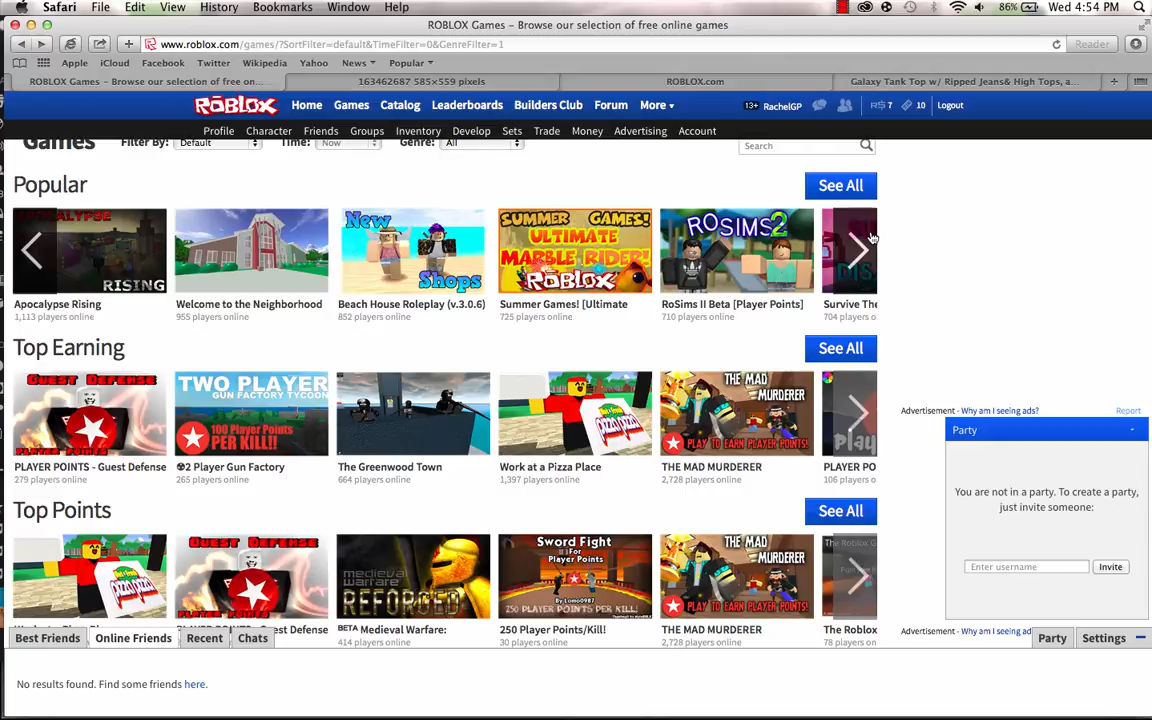 Safari File Edit View History Bookmarks Window Help 86% Wed 4:54 PM
ROBLOX Games – Browse our selection of free online games
www.roblox.com/games/?SortFilter=default&TimeFilter=0&GenreFilter=1 Reader
Apple iCloud Facebook Twitter Wikipedia Yahoo News ▾ Popular ▾
ROBLOX Games – Browse our selection of free on... 163462687 585×559 pixels ROBLOX.com Galaxy Tank Top w/ Ripped Jeans& High Tops, a... +
ROBLOX Home Games Catalog Leaderboards Builders Club Forum More ▾ 13+ RachelGP R$ 7 10 Logout
Profile Character Friends Groups Inventory Develop Sets Trade Money Advertising Account
Games Filter By: Default Time: Now Genre: All Search
Popular See All
RISING
New Shops
SUMMER GAMES! ULTIMATE MARBLE RIDER! ROBLOX
ROSIMS2
Apocalypse Rising Welcome to the Neighborhood Beach House Roleplay (v.3.0.6) Summer Games! [Ultimate RoSims II Beta [Player Points] Survive The
1,113 players online 955 players online 852 players online 725 players online 710 players online 704 players o
Top Earning See All
GUEST DEFENSE
TWO PLAYER GUN FACTORY TYCOON 100 PLAYER POINTS PER KILL!!
THE MAD MURDERER PLAY TO EARN PLAYER POINTS!
PLAYER POINTS - Guest Defense ☢2 Player Gun Factory The Greenwood Town Work at a Pizza Place THE MAD MURDERER PLAYER PO
279 players online 265 players online 664 players online 1,397 players online 2,728 players online 106 players o
Advertisement - Why am I seeing ads? Report
Party -
You are not in a party. To create a party,
just invite someone:
Enter username Invite
Top Points See All
GUEST DEFENSE
medieval WARFARE REFORGED
Sword Fight For Player Points By Lomo0987 250 PLAYER POINTS PER KILL!
THE MAD MURDERER PLAY TO EARN PLAYER POINTS!
BETA Medieval Warfare: 250 Player Points/Kill! THE MAD MURDERER The Roblox
414 players online 30 players online 2,728 players online 78 players o
Advertisement - Why am I seeing ad
Best Friends Online Friends Recent Chats Party Settings
No results found. Find some friends here.